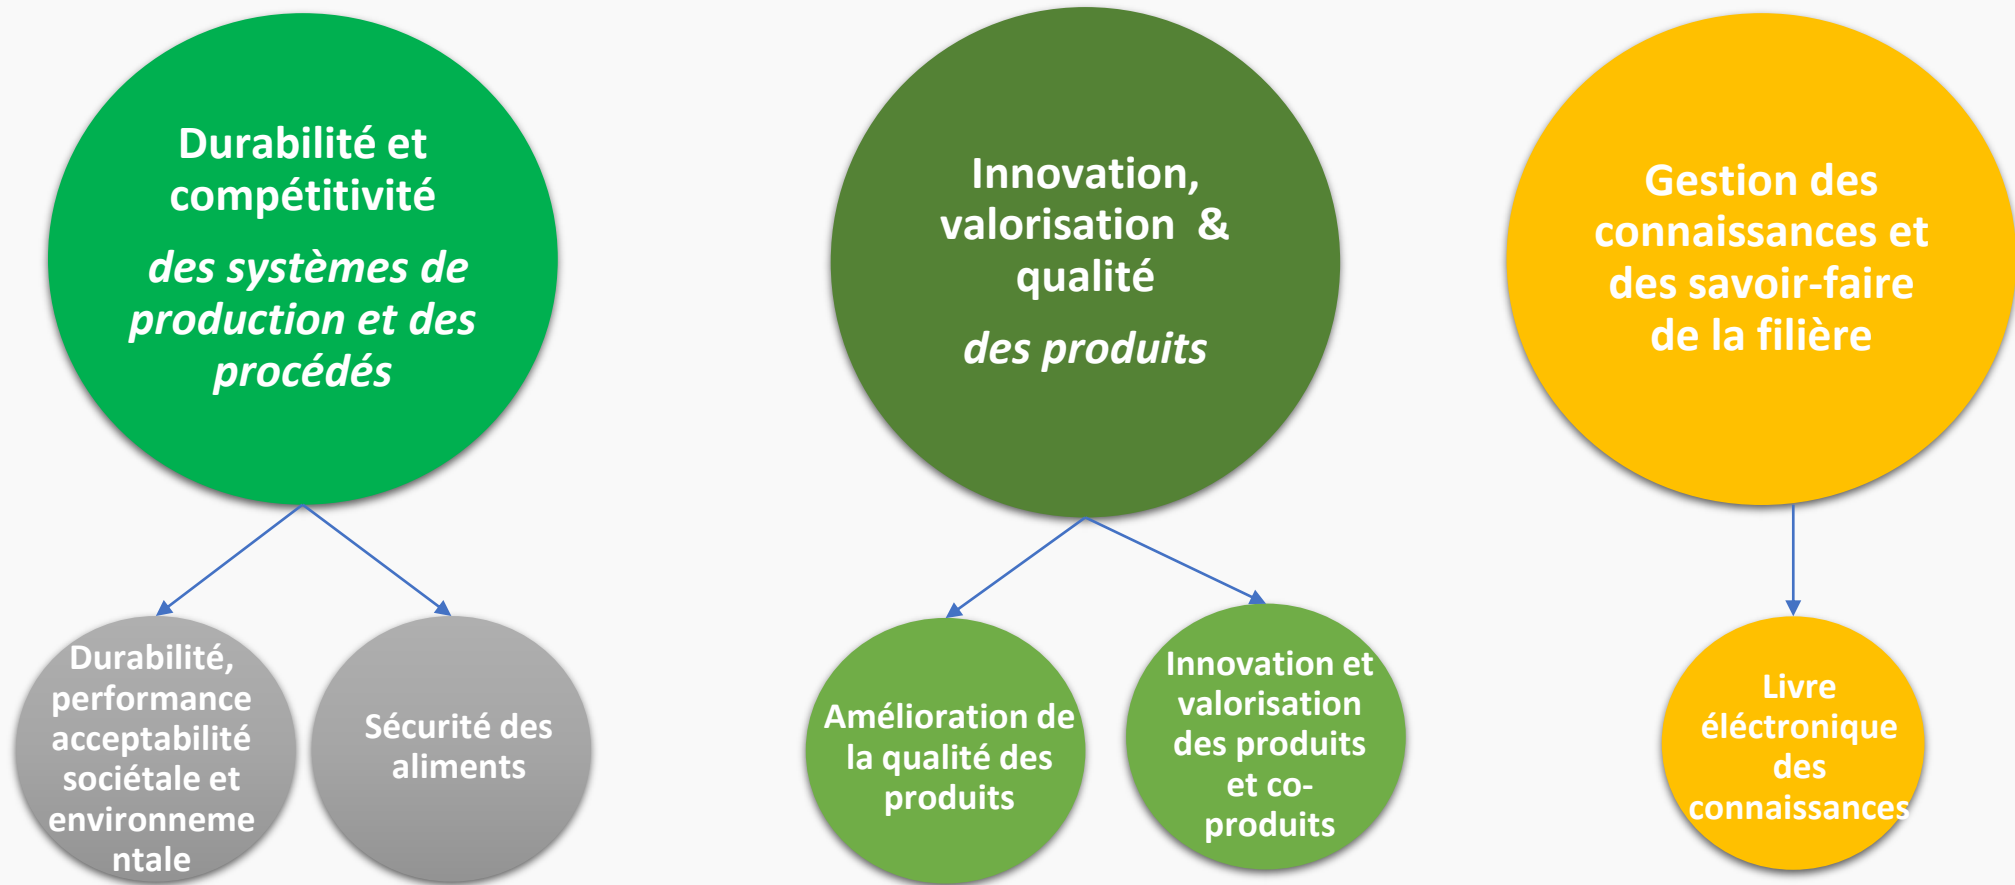 Durabilité et
compétitivité
des systèmes de
production et des
procédés
Innovation,
valorisation &
qualité
des produits
Gestion des
connaissances et
des savoir-faire
de la filière
Durabilité,
performance
acceptabilité
sociétale et
environneme
ntale
Sécurité des
aliments
Amélioration de
la qualité des
produits
Innovation et
valorisation
des produits
et co-
produits
Livre
éléctronique
des
connaissances